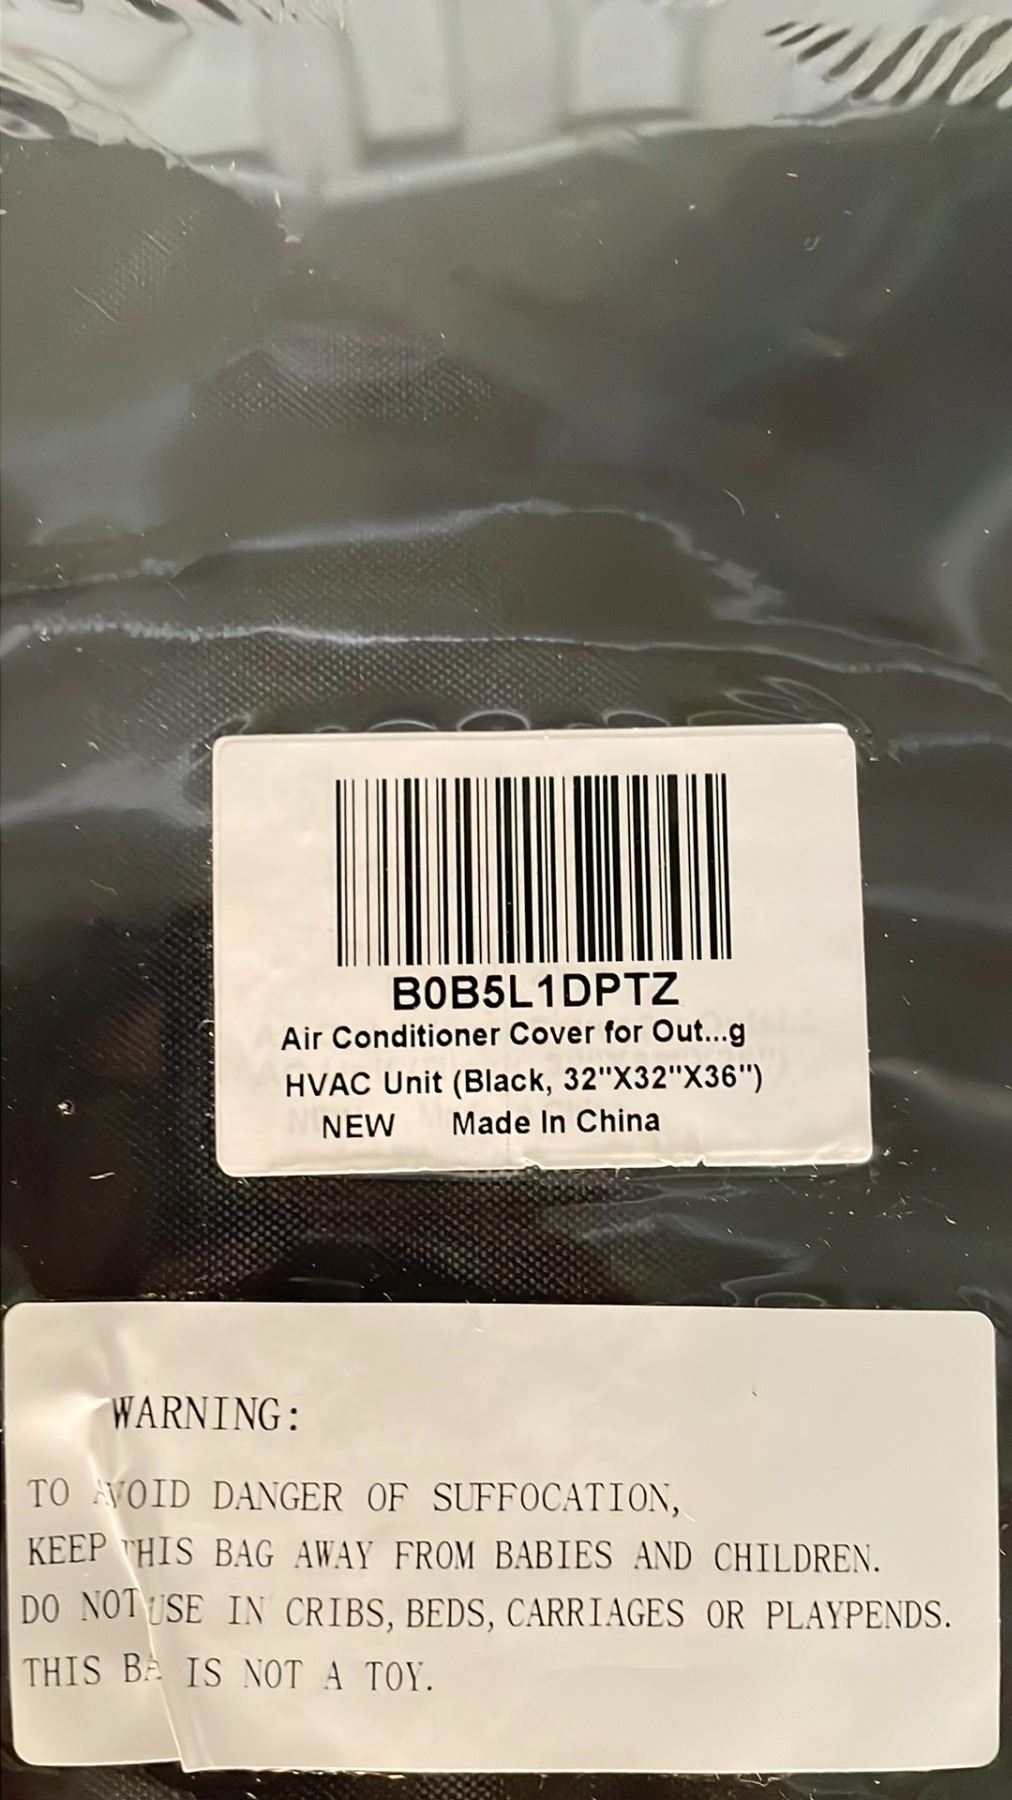 B0B5L1DPTZ
Air Conditioner Cover for Out...g
HVAC Unit (Black, 32"X32"X36")
NEW Made In China
WARNING:
TO AVOID DANGER OF SUFFOCATION,
KEEP THIS BAG AWAY FROM BABIES AND CHILDREN.
DO NOT USE IN CRIBS, BEDS, CARRIAGES OR PLAYPENDS.
THIS BA IS NOT A TOY.